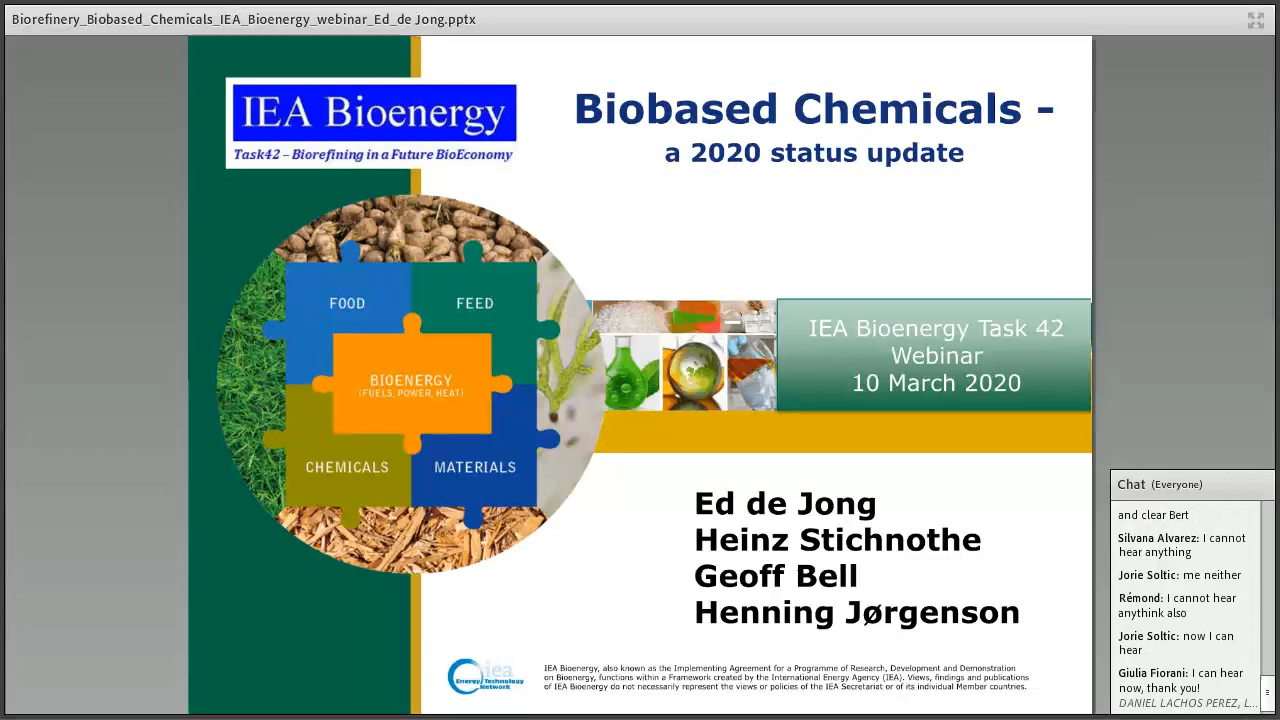 Biorefinery_Biobased_Chemicals_IEA_Bioenergy_webinar_Ed_de Jong.pptx
IEA Bioenergy
Task42 – Biorefining in a Future BioEconomy
Biobased Chemicals -
a 2020 status update
FOOD
FEED
BIOENERGY
(FUELS, POWER, HEAT)
CHEMICALS
MATERIALS
IEA Bioenergy Task 42
Webinar
10 March 2020
Ed de Jong
Heinz Stichnothe
Geoff Bell
Henning Jørgenson
iea
Energy Technology
Network
IEA Bioenergy, also known as the Implementing Agreement for a Programme of Research, Development and Demonstration
on Bioenergy, functions within a Framework created by the International Energy Agency (IEA). Views, findings and publications
of IEA Bioenergy do not necessarily represent the views or policies of the IEA Secretariat or of its individual Member countries.
Chat (Everyone)
and clear Bert
Silvana Alvarez: I cannot
hear anything
Jorie Soltic: me neither
Rémond: I cannot hear
anythink also
Jorie Soltic: now I can
hear
Giulia Fiorani: I can hear
now, thank you!
DANIEL LACHOS PEREZ, L...